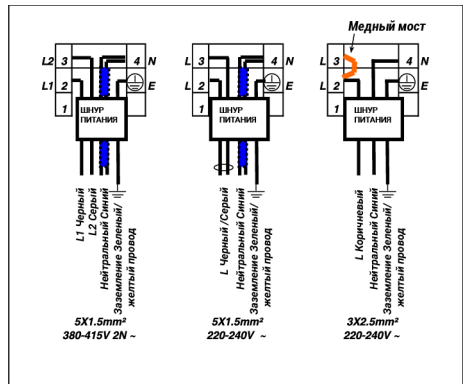 Медный мост
L2 3 4 N
L1 2 E
1
ШНУР
ПИТАНИЯ
L1 Черный
L2 Серый
Нейтральный Синий
Заземление Зеленый/
желтый провод
5X1.5mm²
380-415V 2N ~
L 3 4 N
L 2 E
1
ШНУР
ПИТАНИЯ
L Черный /Серый
Нейтральный Синий
Заземление Зеленый/
желтый провод
5X1.5mm²
220-240V ~
L 3 4 N
L 2 E
1
ШНУР
ПИТАНИЯ
L Коричневый
Нейтральный Синий
Заземление Зеленый/
желтый провод
3X2.5mm²
220-240V ~